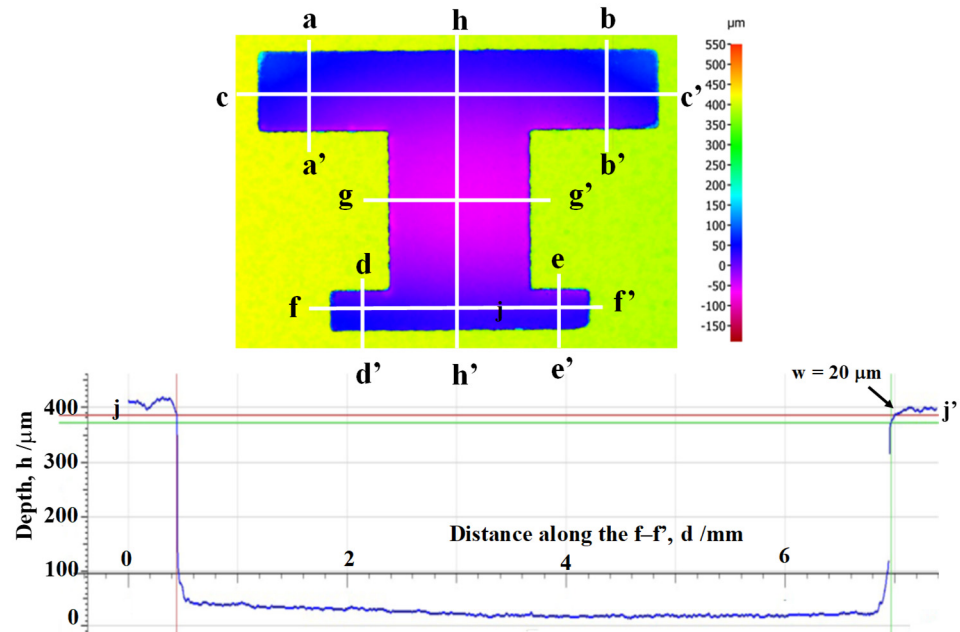 a
h
b
μm
c
c’
a’
b’
g
g’
d
e
f
j
f’
d’
h’
e’
550
500
450
400
350
300
250
200
150
100
50
0
-50
-100
-150
w = 20 μm
j
j’
Depth, h /μm
400
300
200
100
0
Distance along the f–f’, d /mm
0
2
4
6